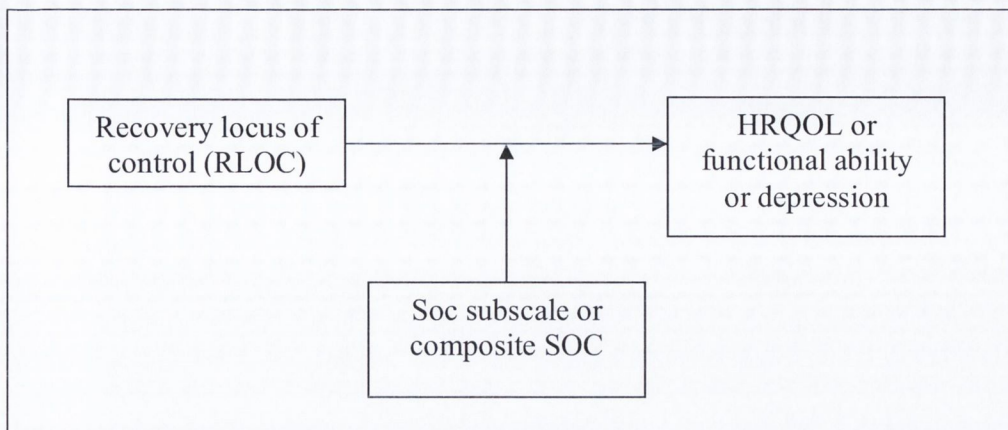 Recovery locus of
control (RLOC)
HRQOL or
functional ability
or depression
Soc subscale or
composite SOC